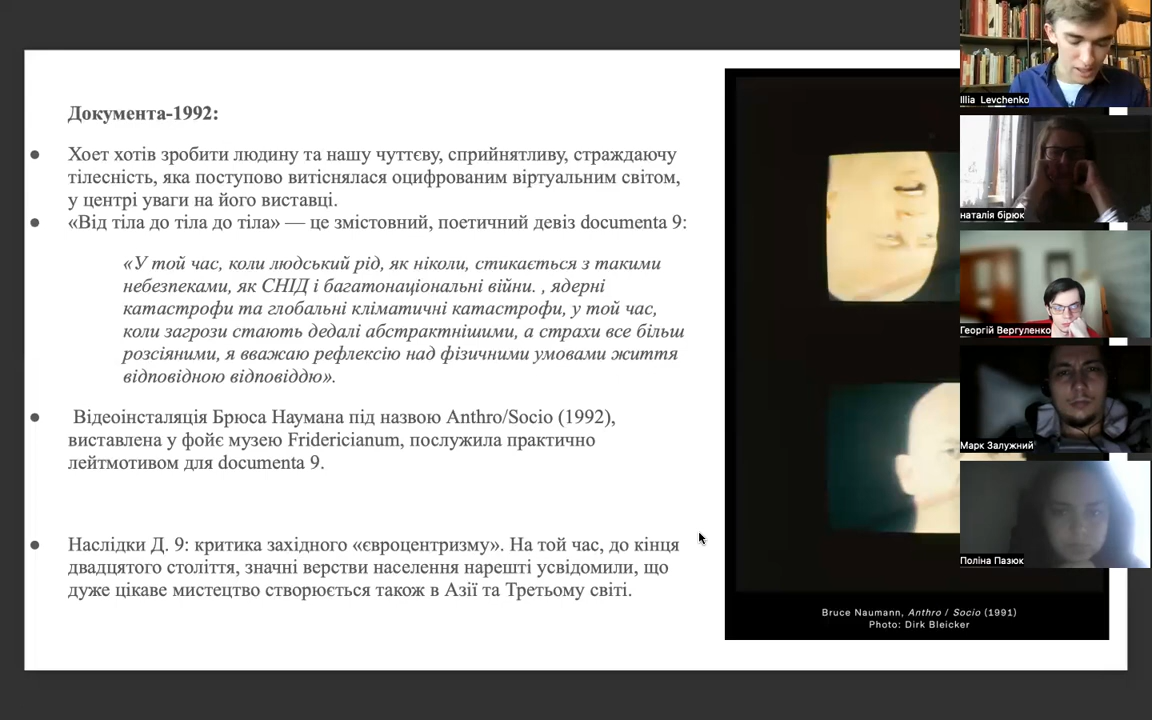 Документа-1992:
● Хоет хотів зробити людину та нашу чуттєву, сприйнятливу, страждаючу
тілесність, яка поступово витіснялася оцифрованим віртуальним світом,
у центрі уваги на його виставці.
● «Від тіла до тіла до тіла» — це змістовний, поетичний девіз documenta 9:
«У той час, коли людський рід, як ніколи, стикається з такими
небезпеками, як СНІД і багатонаціональні війни. , ядерні
катастрофи та глобальні кліматичні катастрофи, у той час,
коли загрози стають дедалі абстрактнішими, а страхи все більш
розсіяними, я вважаю рефлексію над фізичними умовами життя
відповідною відповіддю».
● Відеоінсталяція Брюса Наумана під назвою Anthro/Socio (1992),
виставлена у фойє музею Fridericianum, послужила практично
лейтмотивом для documenta 9.
● Наслідки Д. 9: критика західного «євроцентризму». На той час, до кінця
двадцятого століття, значні верстви населення нарешті усвідомили, що
дуже цікаве мистецтво створюється також в Азії та Третьому світі.
Bruce Naumann, Anthro / Socio (1991)
Photo: Dirk Bleicker
Illia Levchenko
наталія бірюк
Георгій Вергуленко
Марк Залужний
Поліна Пазюк